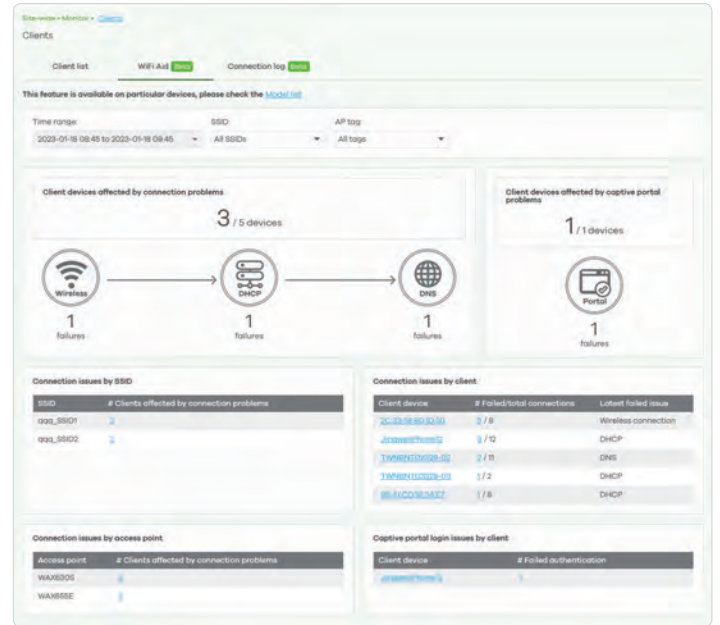 Site-wide • Monitor • Clients
Clients
Client list
WiFi Aid Beta
Connection log Beta
This feature is available on particular devices, please check the Model list
Time range:
SSID:
AP tag:
2023-01-15 09:45 to 2023-01-16 09:45
All SSIDs
All tags
Client devices affected by connection problems
3 / 5 devices
Wireless
DHCP
DNS
1
1
1
failures
failures
failures
Client devices affected by captive portal
problems
1 / 1 devices
Portal
1
failures
Connection issues by SSID
SSID # Clients affected by connection problems
qqq_SSID1
qqq_SSID2
Connection issues by client
Client device # Failed/total connections Latest failed issue
/ 8 Wireless connection
/ 12 DHCP
/ 11 DNS
1 / 2 DHCP
1 / 8 DHCP
Connection issues by access point
Access point # Clients affected by connection problems
WAX630S
WAX655E
Captive portal login issues by client
Client device # Failed authentication
1